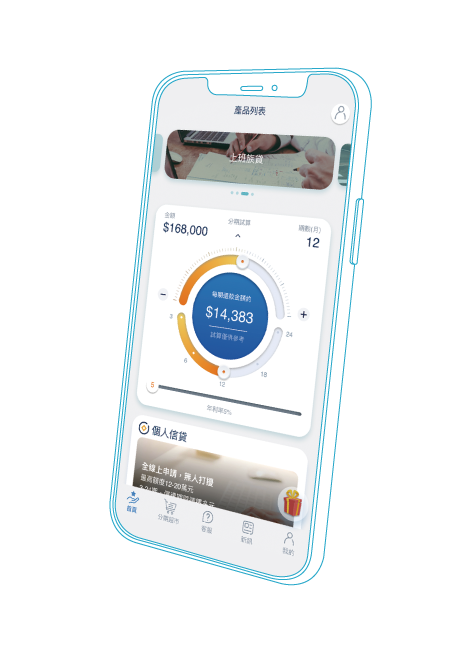 產品列表
上班族貸
金額
分期試算
期數(月)
$168,000
12
每期還款金額約
$14,383
試算僅供參考
3
6
12
18
24
5
年利率5%
個人信貸
全線上申請,無人打擾
最高額度12-20萬元
首頁
分期超市
客服
我的